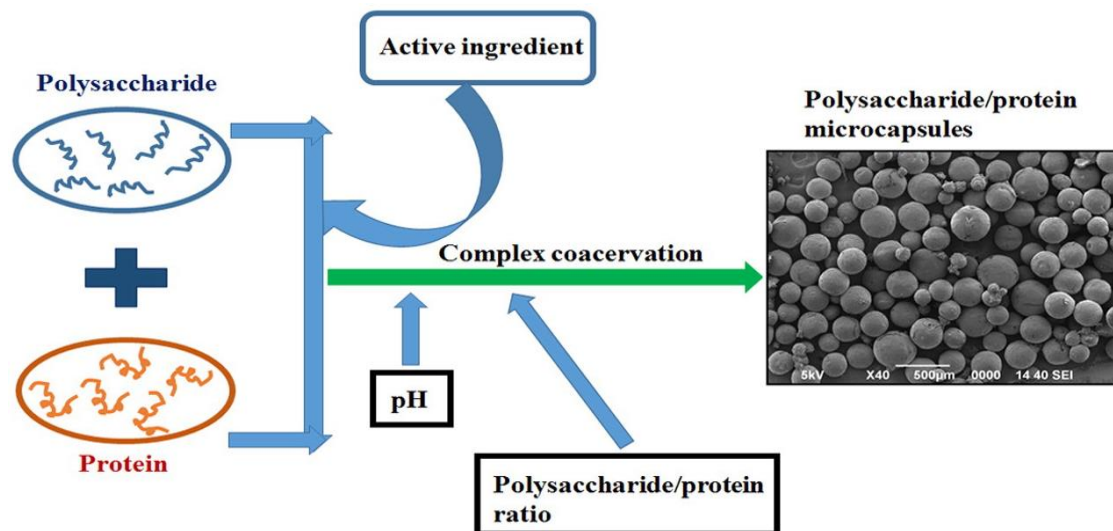 Active ingredient
Polysaccharide
Polysaccharide/protein
microcapsules
Complex coacervation
5kV X40 500μm 0000 14 40 SEI
pH
Protein
Polysaccharide/protein
ratio